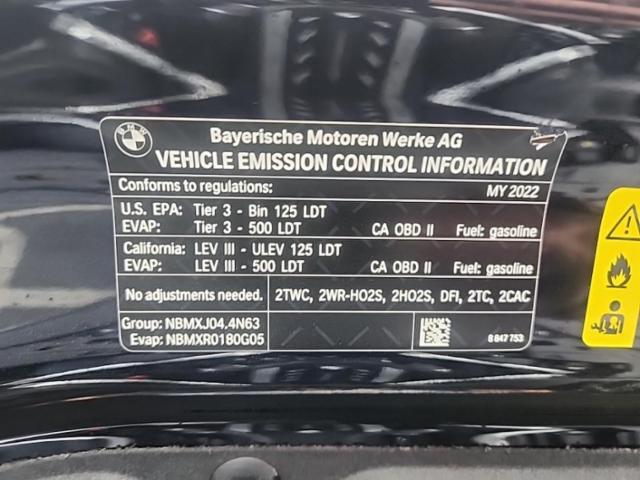 BMW
Bayerische Motoren Werke AG
VEHICLE EMISSION CONTROL INFORMATION
Conforms to regulations: MY 2022
U.S. EPA: Tier 3 - Bin 125 LDT
EVAP: Tier 3 - 500 LDT CA OBD II Fuel: gasoline
California: LEV III - ULEV 125 LDT
EVAP: LEV III - 500 LDT CA OBD II Fuel: gasoline
No adjustments needed. 2TWC, 2WR-HO2S, 2HO2S, DFI, 2TC, 2CAC
Group: NBMXJ04.4N63
Evap: NBMXR0180G05 8 847 753